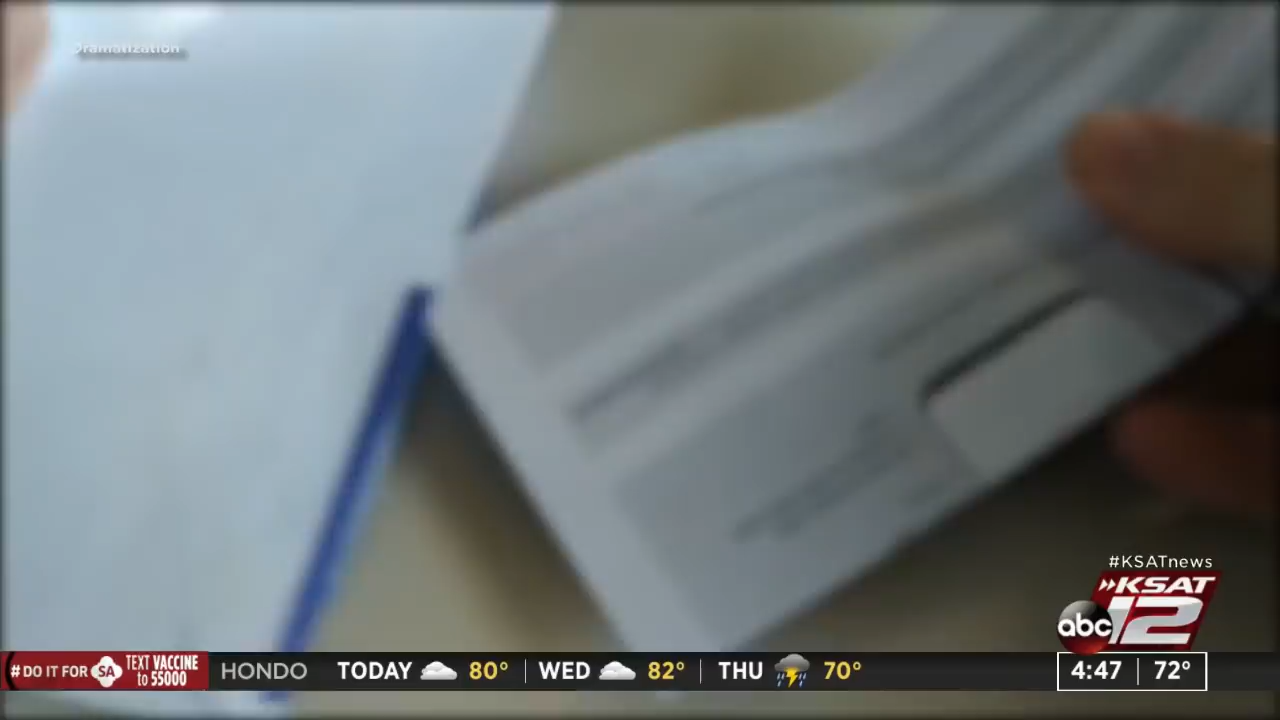 Dramatization
#KSATnews
KSAT
abc 12
# DO IT FOR SA TEXT VACCINE to 55000
HONDO TODAY 80° WED 82° THU 70°
4:47 72°